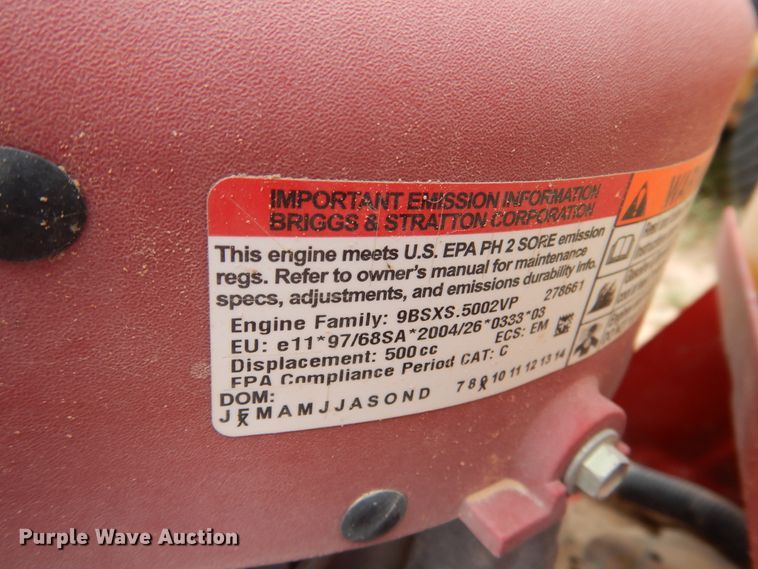 IMPORTANT EMISSION INFORMATION
BRIGGS & STRATTON CORPORATION
This engine meets U.S. EPA PH 2 SORE emission
regs. Refer to owner's manual for maintenance
specs, adjustments, and emissions durability info.
278661
Engine Family: 9BSXS.5002VP
EU: e11*97/68SA*2004/26*0333*03
Displacement: 500cc
ECS: EM
EPA Compliance Period CAT: C
DOM:
J F M A M J J A S O N D 7 8 9 10 11 12 13 14
Purple Wave Auction